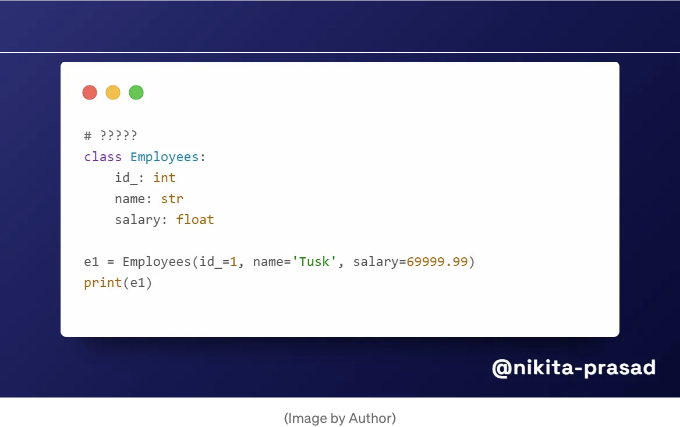 # ?????
class Employees:
    id_: int
    name: str
    salary: float

e1 = Employees(id_=1, name='Tusk', salary=69999.99)
print(e1)
@nikita-prasad
(Image by Author)